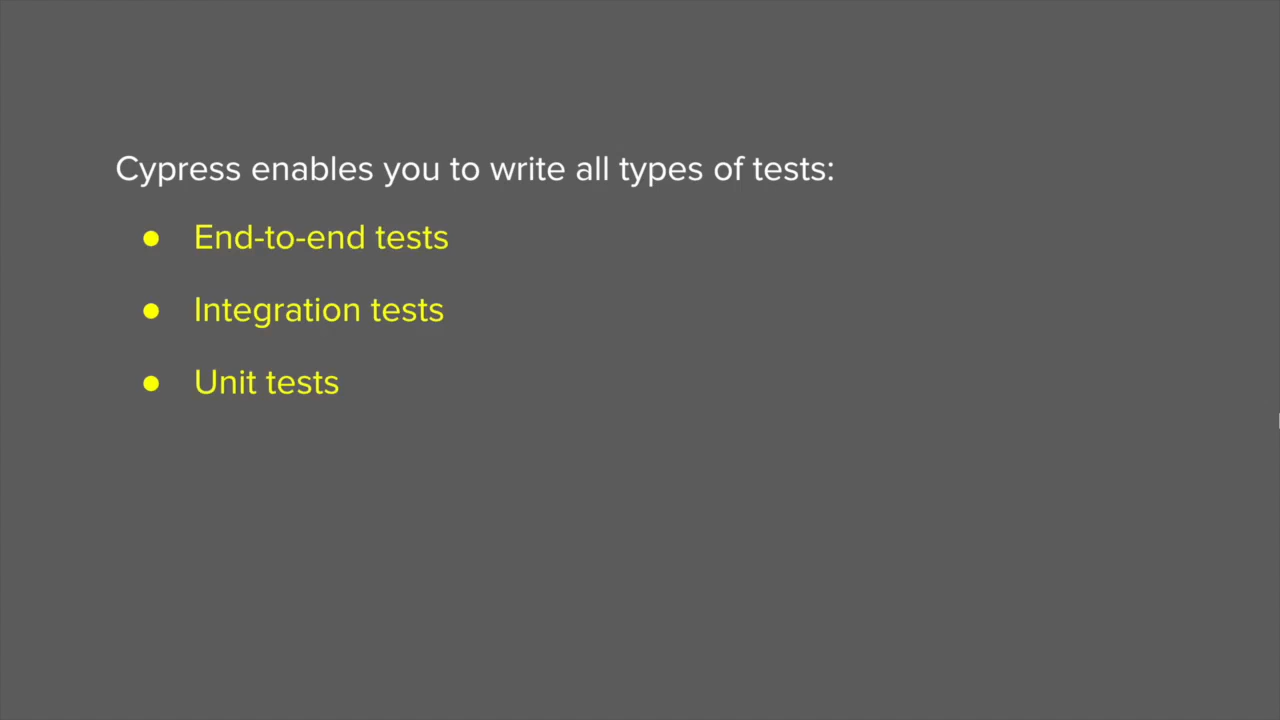 Cypress enables you to write all types of tests:
● End-to-end tests
● Integration tests
● Unit tests